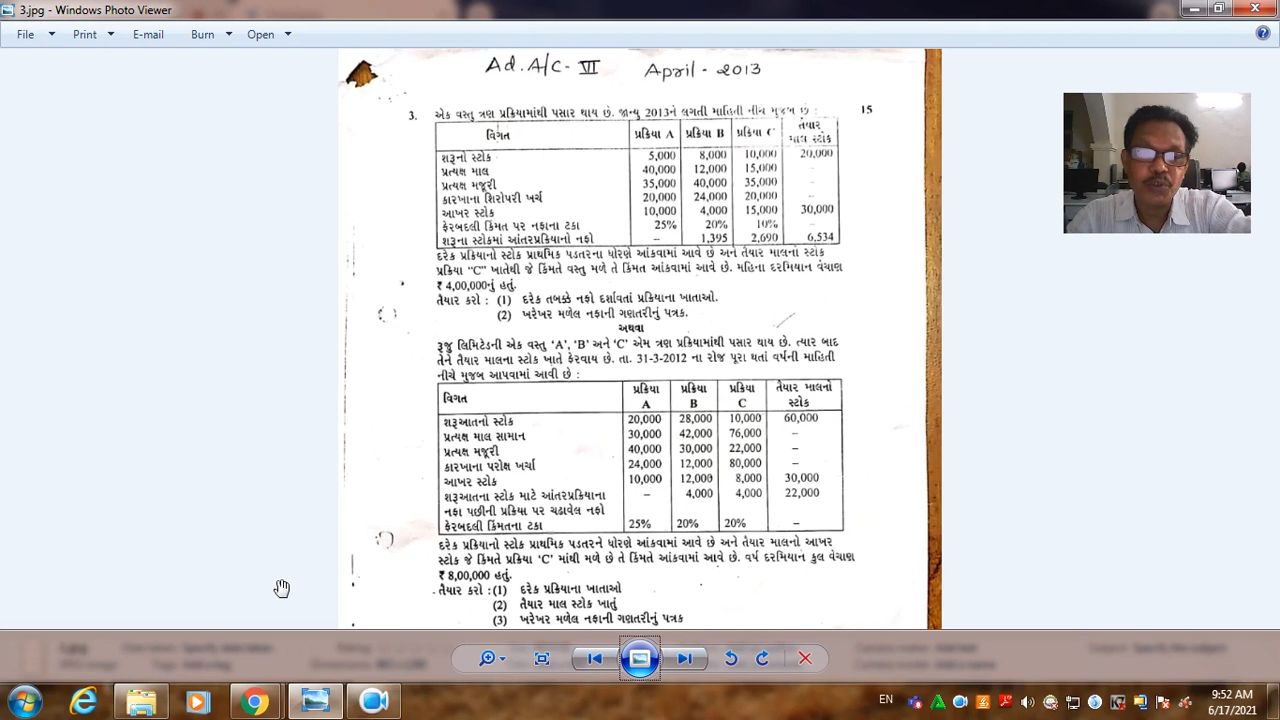 3.jpg - Windows Photo Viewer
File Print E-mail Burn Open
Ad. A/C - VII April - 2013
3. એક વસ્તુ ત્રણ પ્રક્રિયામાંથી પસાર થાય છે. જાન્યુ 2013ને લગતી માહિતી નીચે મુજબ છે : 15
વિગત પ્રક્રિયા A પ્રક્રિયા B પ્રક્રિયા C તૈયાર માલ સ્ટોક
શરૂનો સ્ટોક 5,000 8,000 10,000 20,000
પ્રત્યક્ષ માલ 40,000 12,000 15,000 -
પ્રત્યક્ષ મજૂરી 35,000 40,000 35,000 -
કારખાના શિરોપરી ખર્ચ 20,000 24,000 20,000 -
આખર સ્ટોક 10,000 4,000 15,000 30,000
ફેરબદલી કિંમત પર નફાના ટકા 25% 20% 10% -
શરૂના સ્ટોકમાં આંતરપ્રક્રિયાનો નફો – 1,395 2,690 6,534
દરેક પ્રક્રિયાનો સ્ટોક પ્રાથમિક પડતરના ધોરણે આંકવામાં આવે છે અને તૈયાર માલનો સ્ટોક
પ્રક્રિયા "C" ખાતેથી જે કિંમતે વસ્તુ મળે તે કિંમત આંકવામાં આવે છે. મહિના દરમિયાન વેચાણ
₹ 4,00,000નું હતું.
તૈયાર કરો : (1) દરેક તબક્કે નફો દર્શાવતાં પ્રક્રિયાના ખાતાઓ.
(2) ખરેખર મળેલ નફાની ગણતરીનું પત્રક.
અથવા
રૂજુ લિમિટેડની એક વસ્તુ 'A', 'B' અને 'C' એમ ત્રણ પ્રક્રિયામાંથી પસાર થાય છે. ત્યાર બાદ
તેને તૈયાર માલના સ્ટોક ખાતે ફેરવાય છે. તા. 31-3-2012 ના રોજ પૂરા થતાં વર્ષની માહિતી
નીચે મુજબ આપવામાં આવી છે :
વિગત પ્રક્રિયા A પ્રક્રિયા B પ્રક્રિયા C તૈયાર માલનો સ્ટોક
શરૂઆતનો સ્ટોક 20,000 28,000 10,000 60,000
પ્રત્યક્ષ માલ સામાન 30,000 42,000 76,000 –
પ્રત્યક્ષ મજૂરી 40,000 30,000 22,000 –
કારખાના પરોક્ષ ખર્ચા 24,000 12,000 80,000 –
આખર સ્ટોક 10,000 12,000 8,000 30,000
શરૂઆતના સ્ટોક માટે આંતરપ્રક્રિયાના – 4,000 4,000 22,000
નફા પછીની પ્રક્રિયા પર ચઢાવેલ નફો
ફેરબદલી કિંમતના ટકા 25% 20% 20% –
દરેક પ્રક્રિયાનો સ્ટોક પ્રાથમિક પડતરને ધોરણે આંકવામાં આવે છે અને તૈયાર માલનો આખર
સ્ટોક જે કિંમતે પ્રક્રિયા 'C' માંથી મળે છે તે કિંમતે આંકવામાં આવે છે. વર્ષ દરમિયાન કુલ વેચાણ
₹ 8,00,000 હતું.
તૈયાર કરો : (1) દરેક પ્રક્રિયાના ખાતાઓ
(2) તૈયાર માલ સ્ટોક ખાતું
(3) ખરેખર મળેલ નફાની ગણતરીનું પત્રક
EN 9:52 AM
6/17/2021